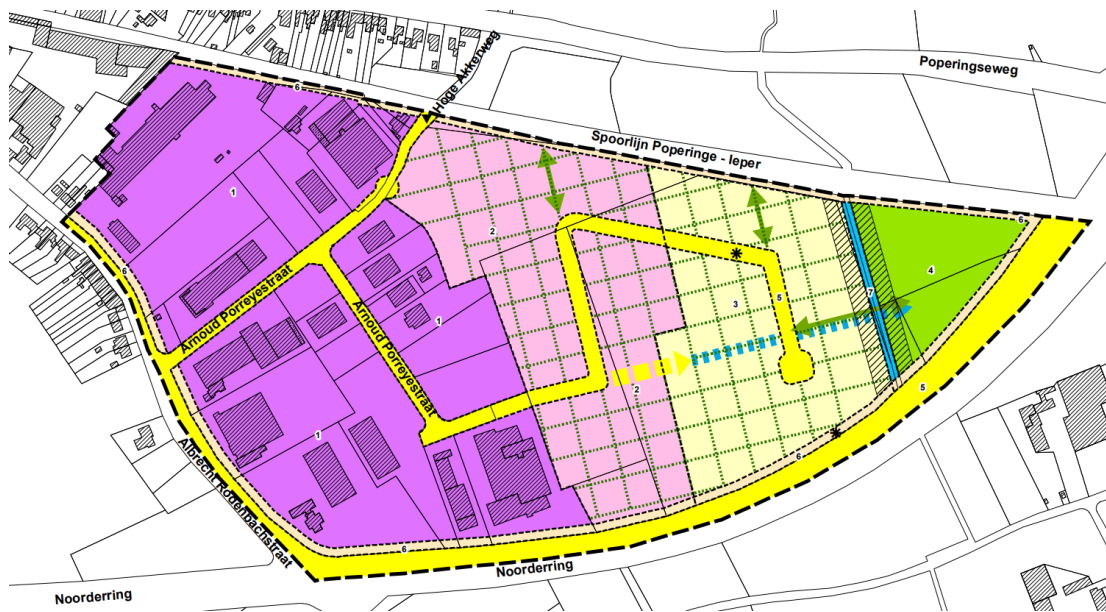 Poperingseweg
Hoge Akkerweg
6
Spoorlijn Poperinge - Ieper
1
2
6
6
4
7
3
5
Arnoud Porreyestraat
1
Arnoud Porreyestraat
2
5
1
6
6
Albrecht Rodenbachstraat
Noorderring
Noorderring